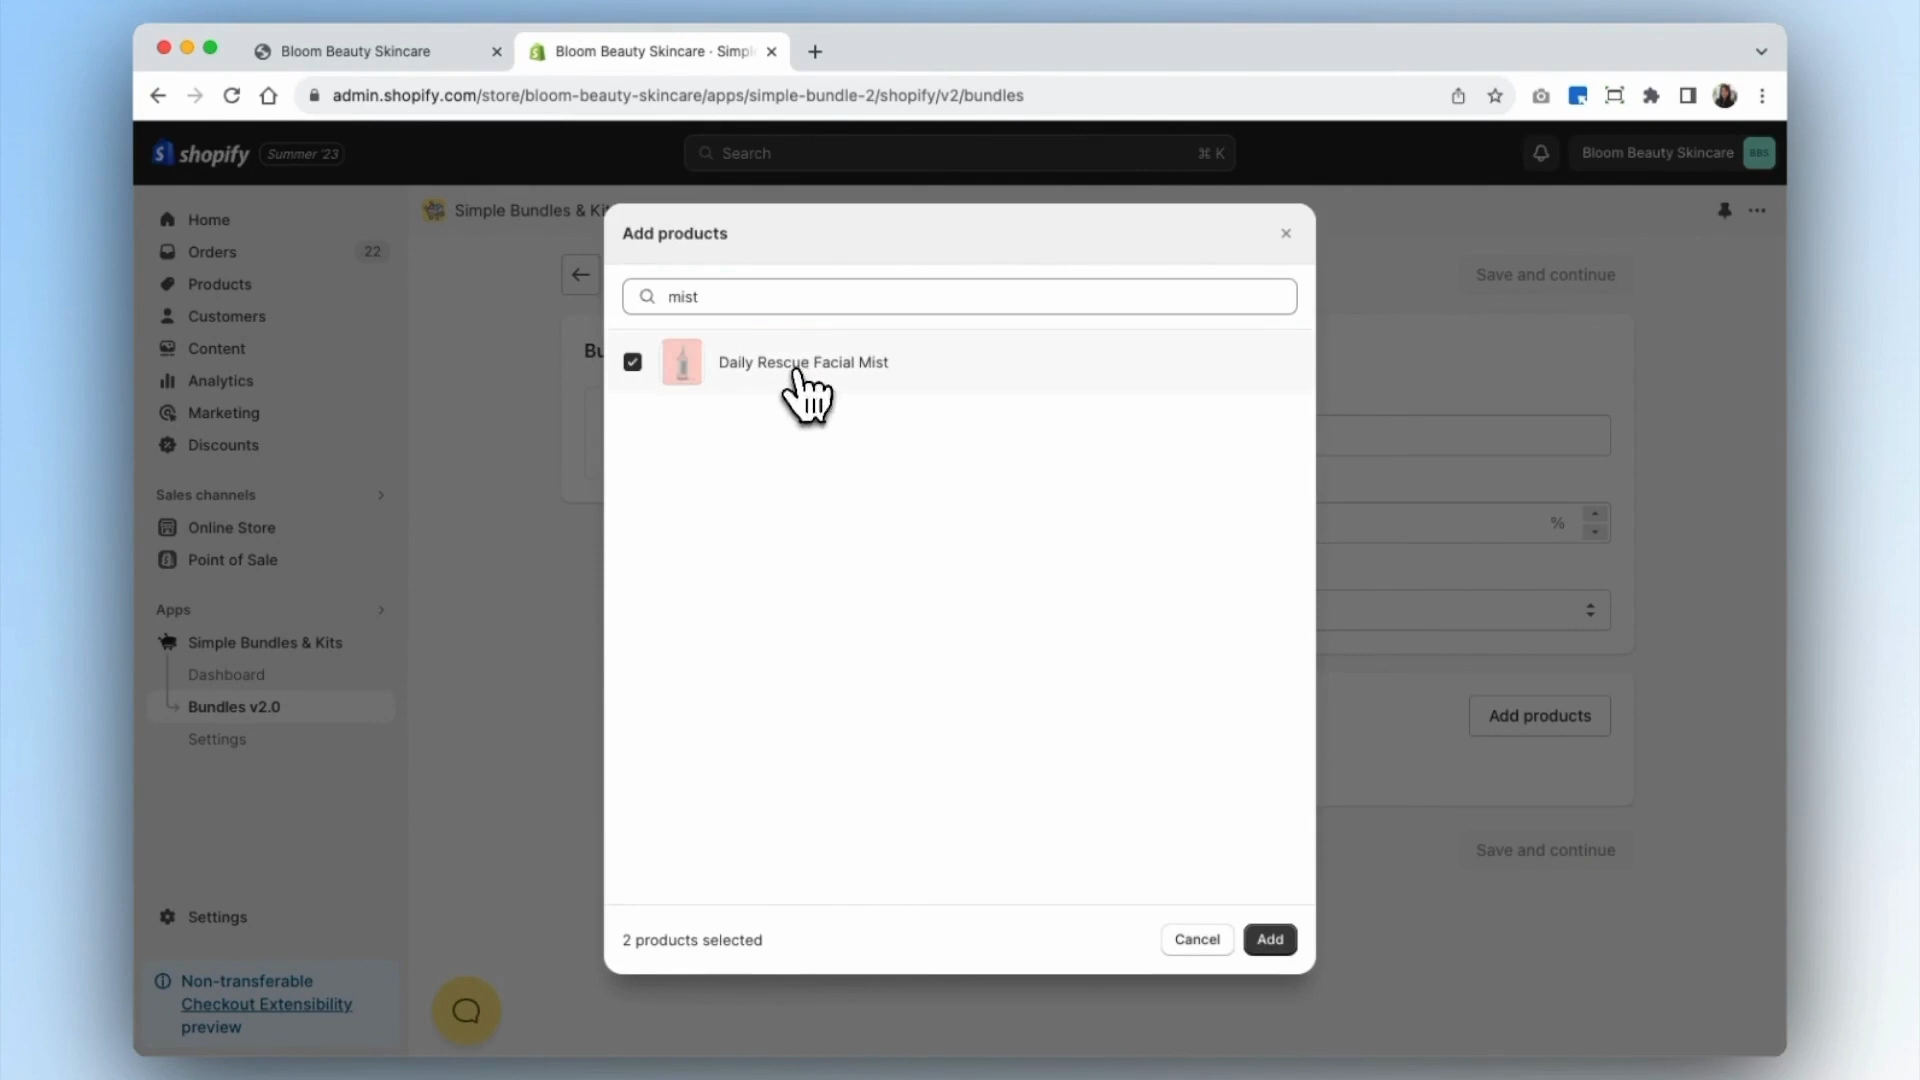 Bloom Beauty Skincare
Bloom Beauty Skincare · Simpl
admin.shopify.com/store/bloom-beauty-skincare/apps/simple-bundle-2/shopify/v2/bundles
shopify
Summer '23
Search
⌘ K
Bloom Beauty Skincare
BBS
Home
Orders
22
Products
Customers
Content
Analytics
Marketing
Discounts
Sales channels
Online Store
Point of Sale
Apps
Simple Bundles & Kits
Dashboard
Bundles v2.0
Settings
Settings
Non-transferable
Checkout Extensibility
preview
Simple Bundles & Kit
Save and continue
Bu
%
Add products
Save and continue
Add products
mist
Daily Rescue Facial Mist
2 products selected
Cancel
Add